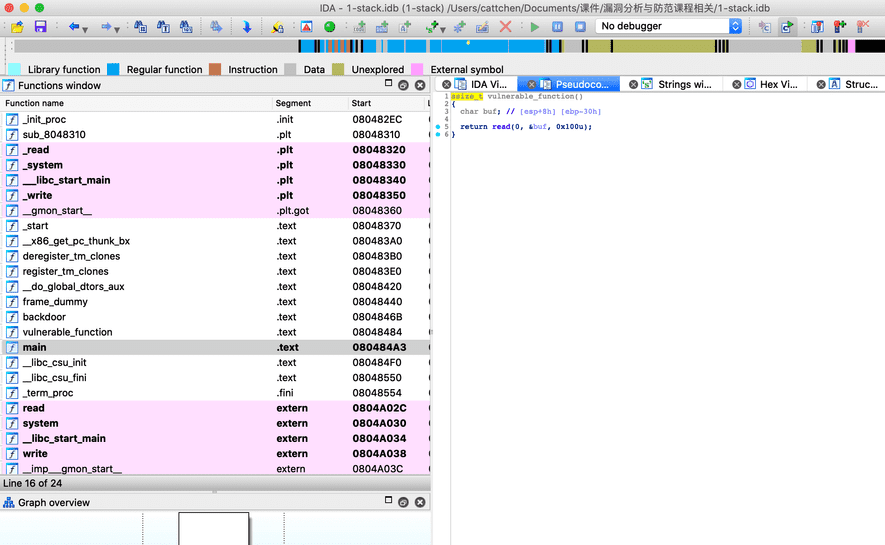 IDA - 1-stack.idb (1-stack) /Users/cattchen/Documents/课件/漏洞分析与防范课程相关/1-stack.idb
No debugger
Library function Regular function Instruction Data Unexplored External symbol
Functions window
Function name Segment Start
_init_proc .init 080482EC
sub_8048310 .plt 08048310
_read .plt 08048320
_system .plt 08048330
___libc_start_main .plt 08048340
_write .plt 08048350
__gmon_start__ .plt.got 08048360
_start .text 08048370
__x86_get_pc_thunk_bx .text 080483A0
deregister_tm_clones .text 080483B0
register_tm_clones .text 080483E0
__do_global_dtors_aux .text 08048420
frame_dummy .text 08048440
backdoor .text 0804846B
vulnerable_function .text 08048484
main .text 080484A3
__libc_csu_init .text 080484F0
__libc_csu_fini .text 08048550
_term_proc .fini 08048554
read extern 0804A02C
system extern 0804A030
__libc_start_main extern 0804A034
write extern 0804A038
__imp___gmon_start__ extern 0804A03C
Line 16 of 24
Graph overview
IDA Vi... Pseudoco... Strings wi... Hex Vi... Struc...
1 ssize_t vulnerable_function()
2 {
3 char buf; // [esp+8h] [ebp-30h]
4
5 return read(0, &buf, 0x100u);
6 }